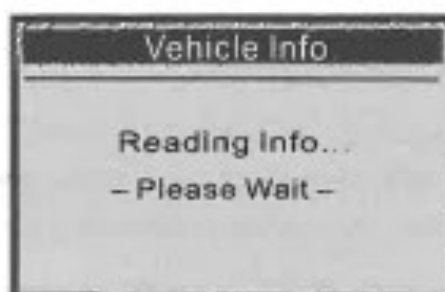 Vehicle Info
Reading Info...
– Please Wait –